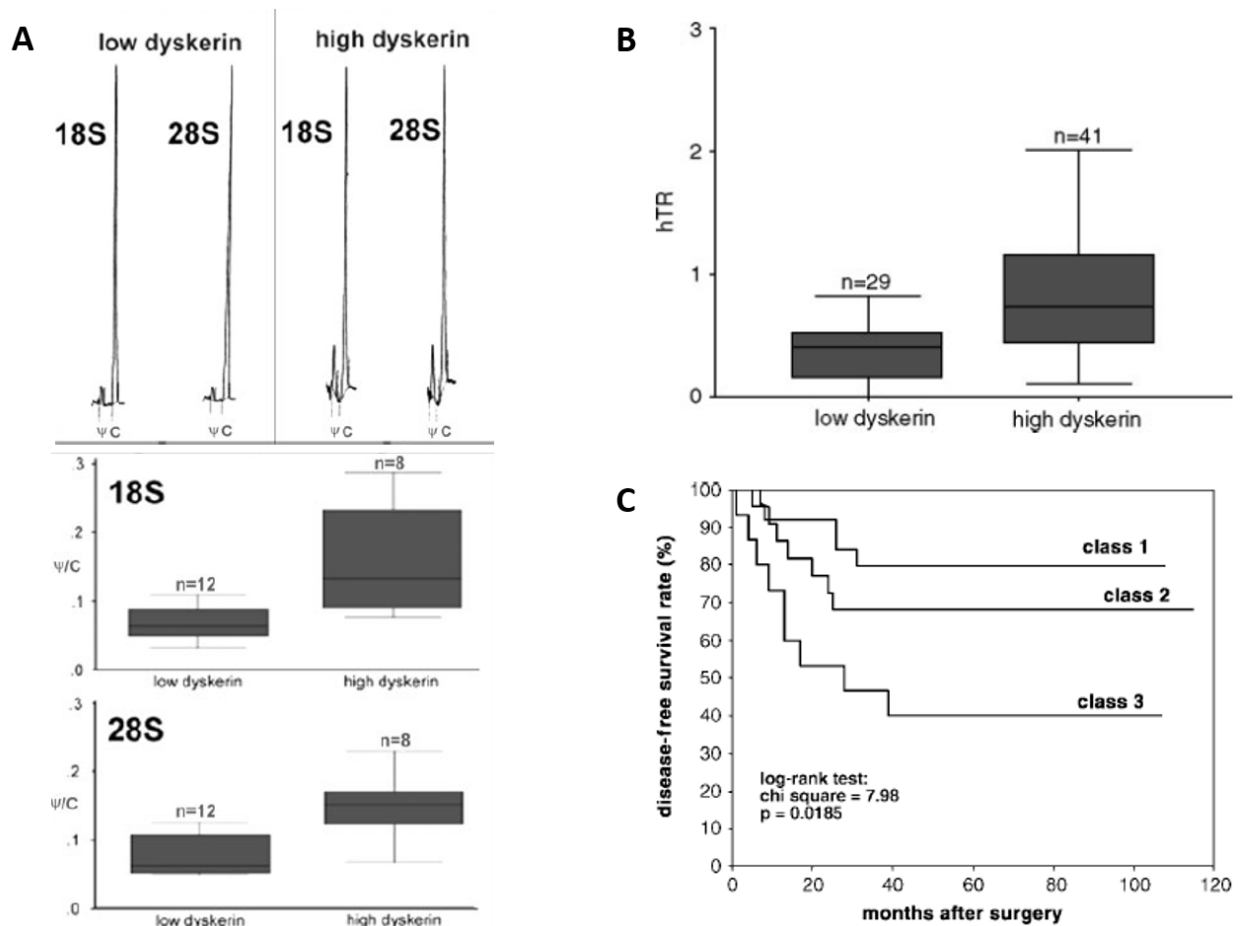 A
low dyskerin
high dyskerin
18S
28S
18S
28S
Ψ C
Ψ C
Ψ C
Ψ C
.3
.2
.1
.0
Ψ/C
18S
n=12
n=8
low dyskerin
high dyskerin
.3
.2
.1
.0
Ψ/C
28S
n=12
n=8
low dyskerin
high dyskerin
B
3
2
1
0
hTR
n=29
n=41
low dyskerin
high dyskerin
C
100
90
80
70
60
50
40
30
20
10
0
disease-free survival rate (%)
class 1
class 2
class 3
log-rank test:
chi square = 7.98
p = 0.0185
0
20
40
60
80
100
120
months after surgery